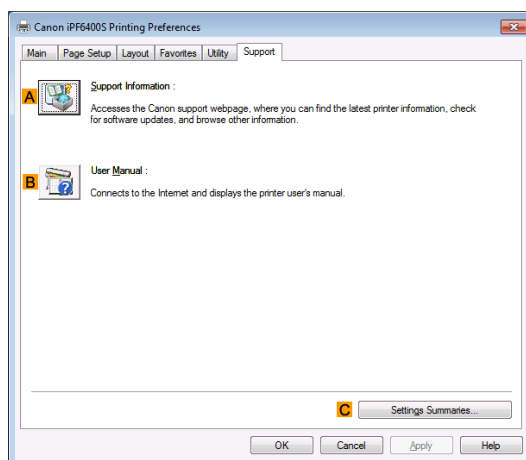 Canon iPF6400S Printing Preferences
Main Page Setup Layout Favorites Utility Support
A
Support Information :
Accesses the Canon support webpage, where you can find the latest printer information, check
for software updates, and browse other information.
B
User Manual :
Connects to the Internet and displays the printer user's manual.
C
Settings Summaries...
OK Cancel Apply Help